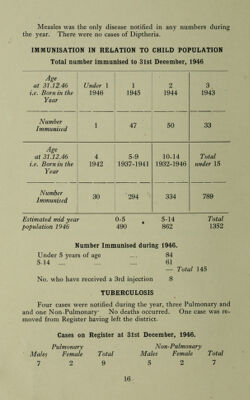 Measles was the only disease notified in any numbers during
the year. There were no cases of Diptheria.
IMMUNISATION IN RELATION TO CHILD POPULATION
Total number immunised to 31st December, 1946
Age
at 31.12.46 Under 1 1 2 3
i.e. Born in the 1946 1945 1944 1943
Year
Number
Immunised 1 47 50 33
Age
at 31.12.46 4 5-9 10-14 Total
i.e. Born in the 1942 1937-1941 1932-1946 under 15
Year
Number
Immunised 30 294 334 789
Estimated mid year 0-5 5-14 Total
population 1946 490 862 1352
Number Immunised during 1946.
Under 5 years of age .... 84
5-14 .... .... 61
— Total 145
No. who have received a 3rd injection 8
TUBERCULOSIS
Four cases were notified during the year, three Pulmonary and
and one Non-Pulmonary· No deaths occurred. One case was re-
moved from Register having left the district.
Cases on Register at 31st December, 1946.
Pulmonary Non-Pulmonary
Males Female Total Males Female Total
7 2 9 5 2 7
16